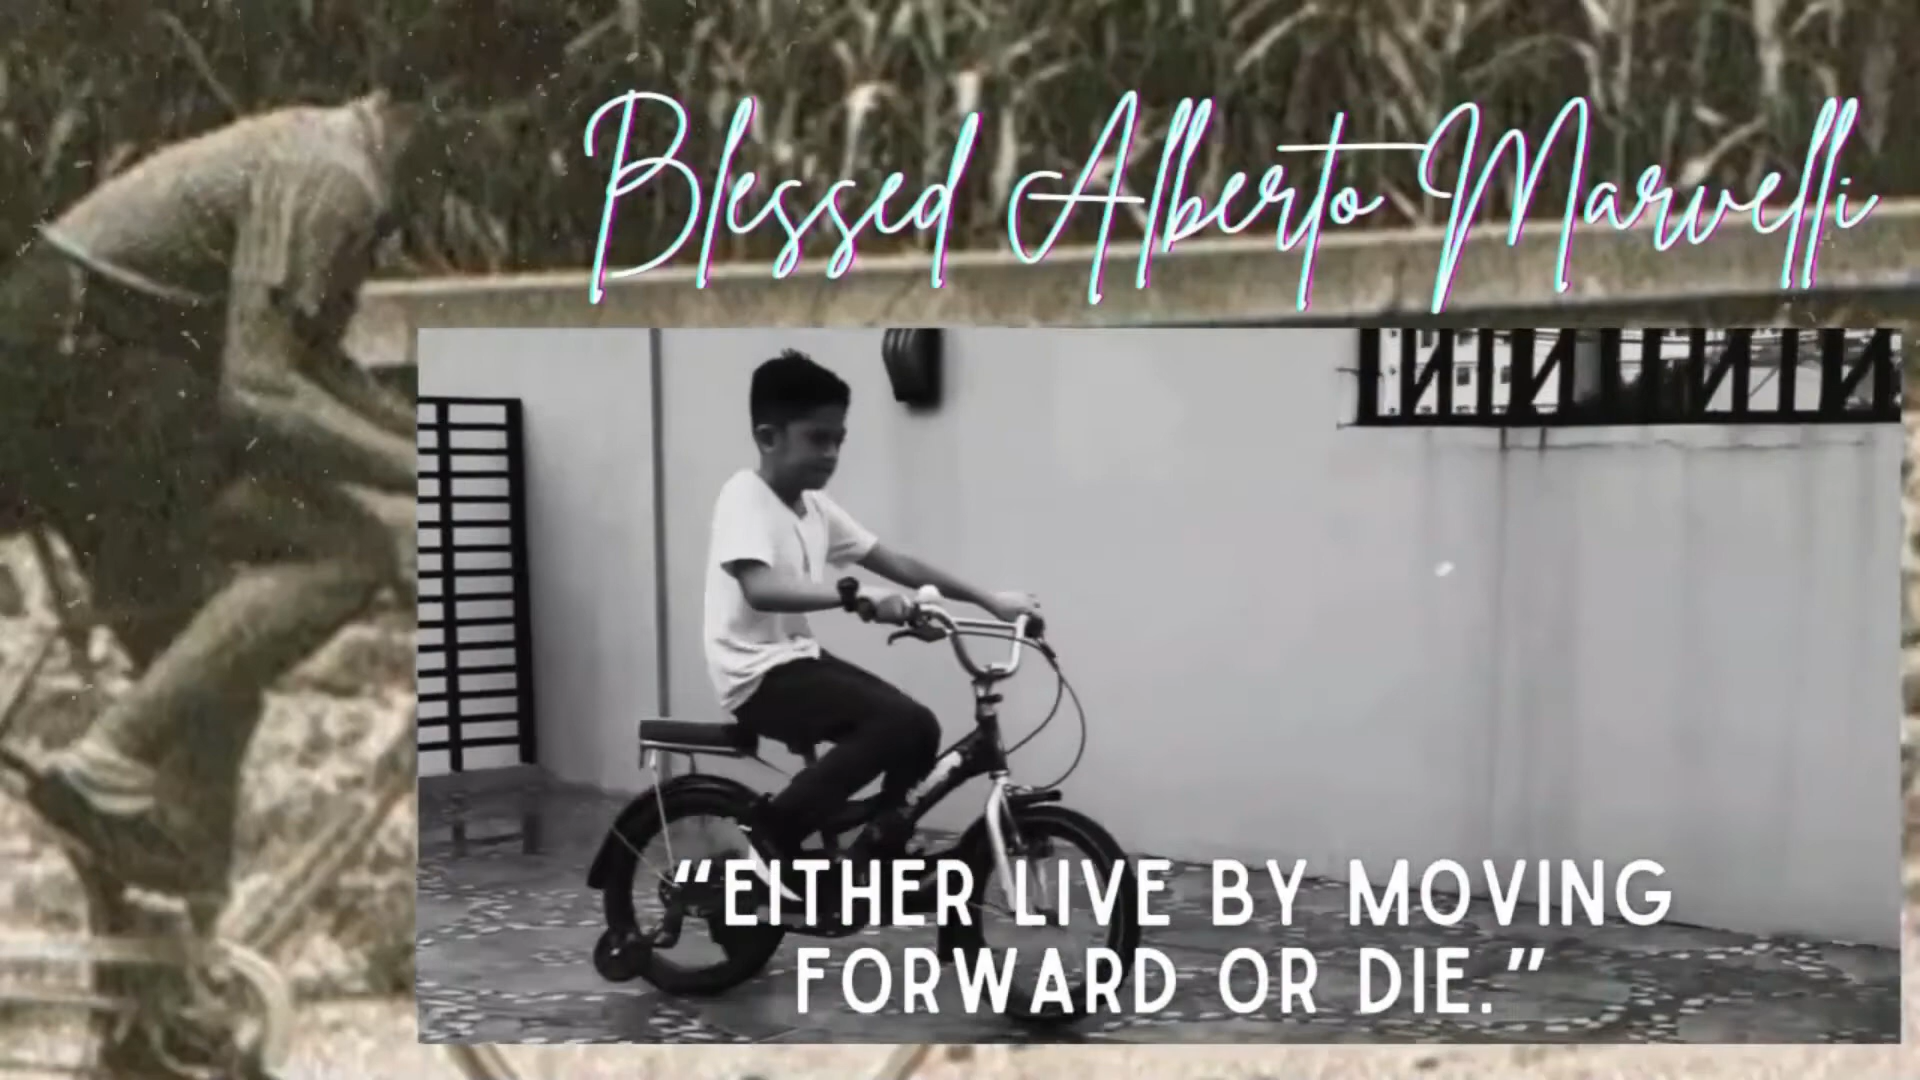 Blessed Alberto Marvelli
“EITHER LIVE BY MOVING
FORWARD OR DIE.”